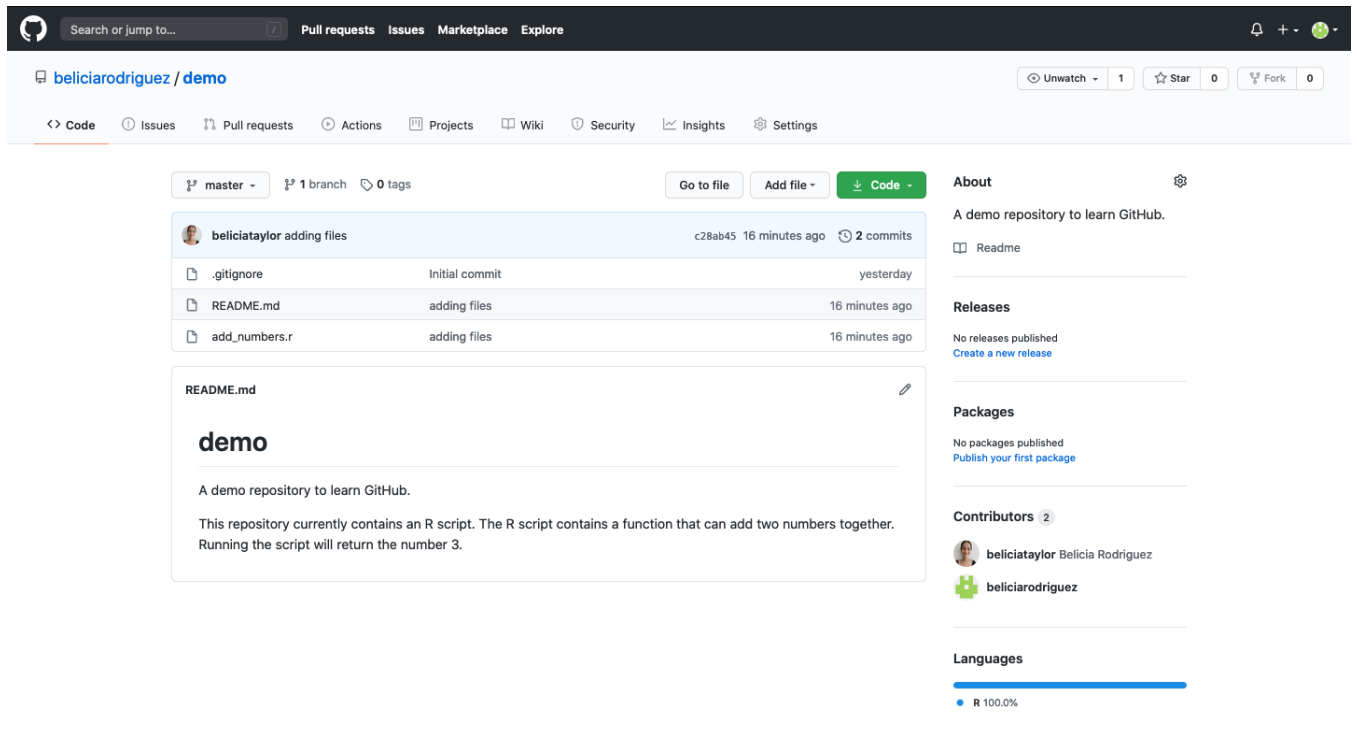 Search or jump to... /
Pull requests Issues Marketplace Explore
beliciarodriguez / demo
Unwatch 1 Star 0 Fork 0
Code Issues Pull requests Actions Projects Wiki Security Insights Settings
master 1 branch 0 tags Go to file Add file Code
beliciataylor adding files c28ab45 16 minutes ago 2 commits
.gitignore Initial commit yesterday
README.md adding files 16 minutes ago
add_numbers.r adding files 16 minutes ago
README.md
demo
A demo repository to learn GitHub.
This repository currently contains an R script. The R script contains a function that can add two numbers together.
Running the script will return the number 3.
About
A demo repository to learn GitHub.
Readme
Releases
No releases published
Create a new release
Packages
No packages published
Publish your first package
Contributors 2
beliciataylor Belicia Rodriguez
beliciarodriguez
Languages
R 100.0%